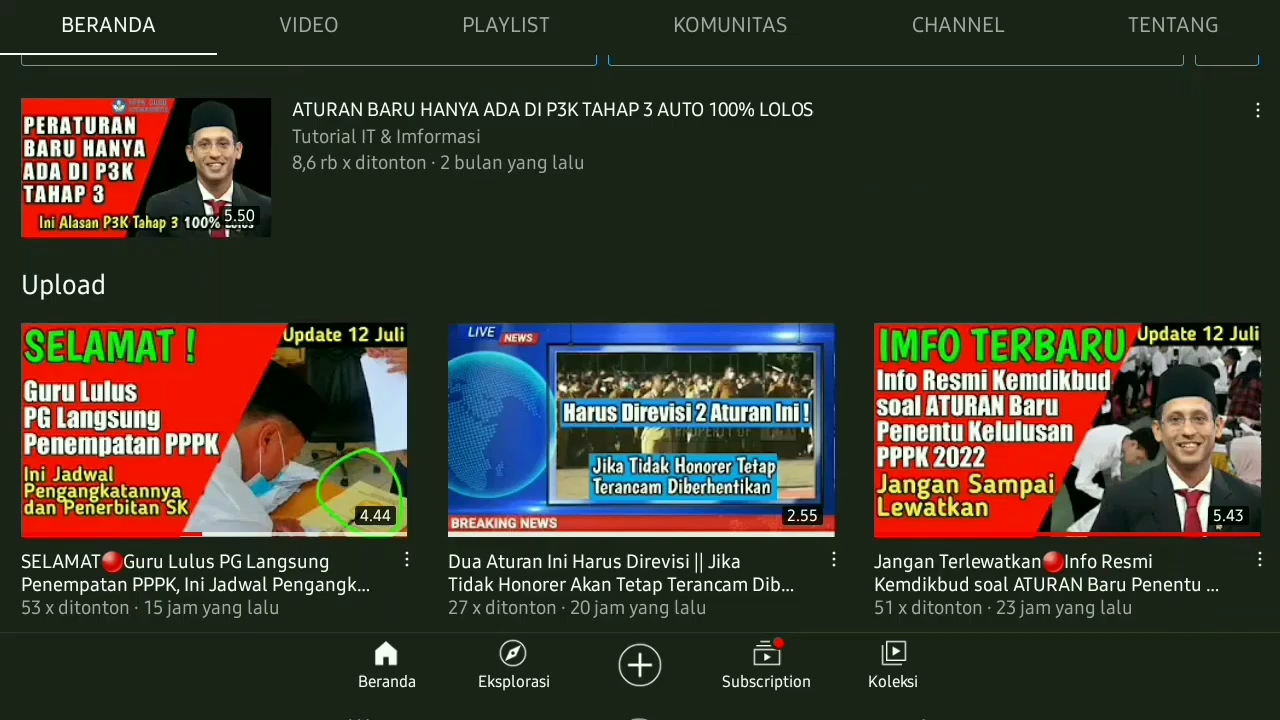 BERANDA
VIDEO
PLAYLIST
KOMUNITAS
CHANNEL
TENTANG
PERATURAN
BARU HANYA
ADA DI P3K
TAHAP 3
Ini Alasan P3K Tahap 3 100%
5.50
ATURAN BARU HANYA ADA DI P3K TAHAP 3 AUTO 100% LOLOS
Tutorial IT & Imformasi
8,6 rb x ditonton · 2 bulan yang lalu
Upload
SELAMAT !
Update 12 Juli
Guru Lulus
PG Langsung
Penempatan PPPK
Ini Jadwal
Pengangkatannya
dan Penerbitan SK
4.44
SELAMAT🔴Guru Lulus PG Langsung
Penempatan PPPK, Ini Jadwal Pengangk...
53 x ditonton · 15 jam yang lalu
LIVE
NEWS
Harus Direvisi 2 Aturan Ini !
Jika Tidak Honorer Tetap
Terancam Diberhentikan
BREAKING NEWS
2.55
Dua Aturan Ini Harus Direvisi || Jika
Tidak Honorer Akan Tetap Terancam Dib...
27 x ditonton · 20 jam yang lalu
IMFO TERBARU
Update 12 Juli
Info Resmi Kemdikbud
soal ATURAN Baru
Penentu Kelulusan
PPPK 2022
Jangan Sampai
Lewatkan
5.43
Jangan Terlewatkan🔴Info Resmi
Kemdikbud soal ATURAN Baru Penentu ...
51 x ditonton · 23 jam yang lalu
Beranda
Eksplorasi
Subscription
Koleksi